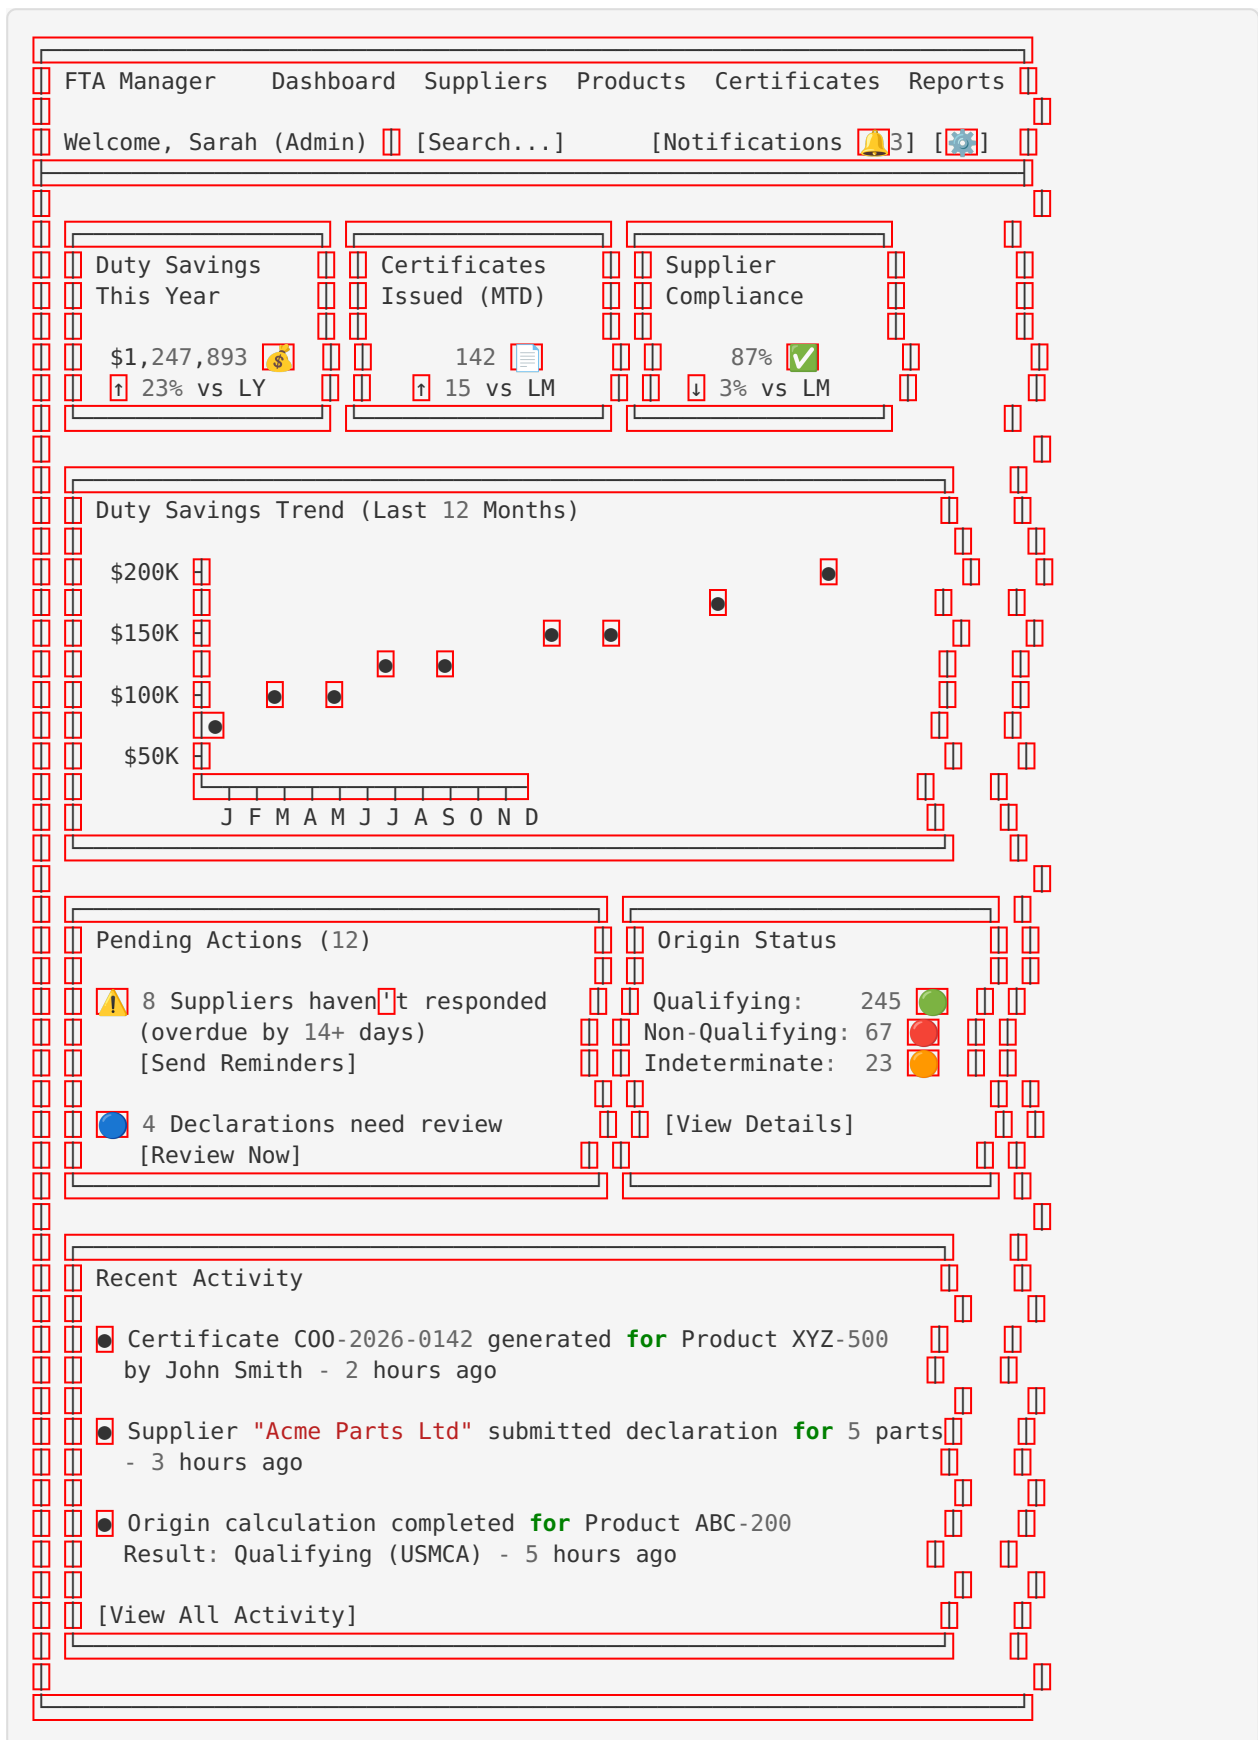 FTA Manager    Dashboard  Suppliers  Products  Certificates  Reports
Welcome, Sarah (Admin) │ [Search...]      [Notifications 🔔3] [⚙️]
Duty Savings    Certificates    Supplier
This Year    Issued (MTD)    Compliance
$1,247,893 💰    142 📄    87% ✅
↑ 23% vs LY    ↑ 15 vs LM    ↓ 3% vs LM
Duty Savings Trend (Last 12 Months)
$200K
$150K
$100K
$50K
J F M A M J J A S O N D
Pending Actions (12)    Origin Status
⚠️ 8 Suppliers haven't responded    Qualifying:    245 🟢
(overdue by 14+ days)    Non-Qualifying: 67 🔴
[Send Reminders]    Indeterminate:  23 🟠
🔵 4 Declarations need review    [View Details]
[Review Now]
Recent Activity
● Certificate COO-2026-0142 generated for Product XYZ-500
by John Smith - 2 hours ago
● Supplier "Acme Parts Ltd" submitted declaration for 5 parts
- 3 hours ago
● Origin calculation completed for Product ABC-200
Result: Qualifying (USMCA) - 5 hours ago
[View All Activity]